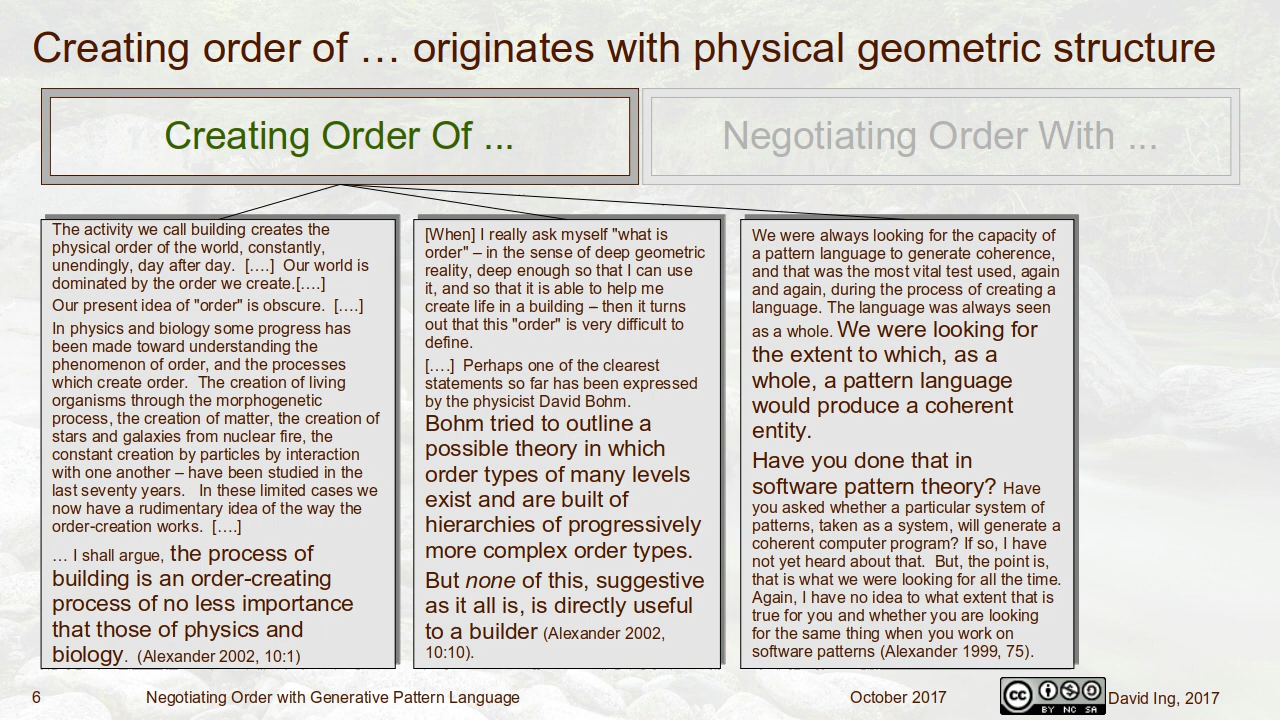 Creating order of … originates with physical geometric structure
Creating Order Of ...
Negotiating Order With ...
The activity we call building creates the
physical order of the world, constantly,
unendingly, day after day.  [….]  Our world is
dominated by the order we create.[….]
Our present idea of "order" is obscure.  [….]
In physics and biology some progress has
been made toward understanding the
phenomenon of order, and the processes
which create order.  The creation of living
organisms through the morphogenetic
process, the creation of matter, the creation of
stars and galaxies from nuclear fire, the
constant creation by particles by interaction
with one another – have been studied in the
last seventy years.   In these limited cases we
now have a rudimentary idea of the way the
order-creation works.  [….]
… I shall argue, the process of
building is an order-creating
process of no less importance
that those of physics and
biology.  (Alexander 2002, 10:1)
[When] I really ask myself "what is
order" – in the sense of deep geometric
reality, deep enough so that I can use
it, and so that it is able to help me
create life in a building – then it turns
out that this "order" is very difficult to
define.
[….]  Perhaps one of the clearest
statements so far has been expressed
by the physicist David Bohm.
Bohm tried to outline a
possible theory in which
order types of many levels
exist and are built of
hierarchies of progressively
more complex order types.
But none of this, suggestive
as it all is, is directly useful
to a builder (Alexander 2002,
10:10).
We were always looking for the capacity of
a pattern language to generate coherence,
and that was the most vital test used, again
and again, during the process of creating a
language. The language was always seen
as a whole. We were looking for
the extent to which, as a
whole, a pattern language
would produce a coherent
entity.
Have you done that in
software pattern theory? Have
you asked whether a particular system of
patterns, taken as a system, will generate a
coherent computer program? If so, I have
not yet heard about that.  But, the point is,
that is what we were looking for all the time.
Again, I have no idea to what extent that is
true for you and whether you are looking
for the same thing when you work on
software patterns (Alexander 1999, 75).
6
Negotiating Order with Generative Pattern Language
October 2017
cc
BY NC SA
David Ing, 2017